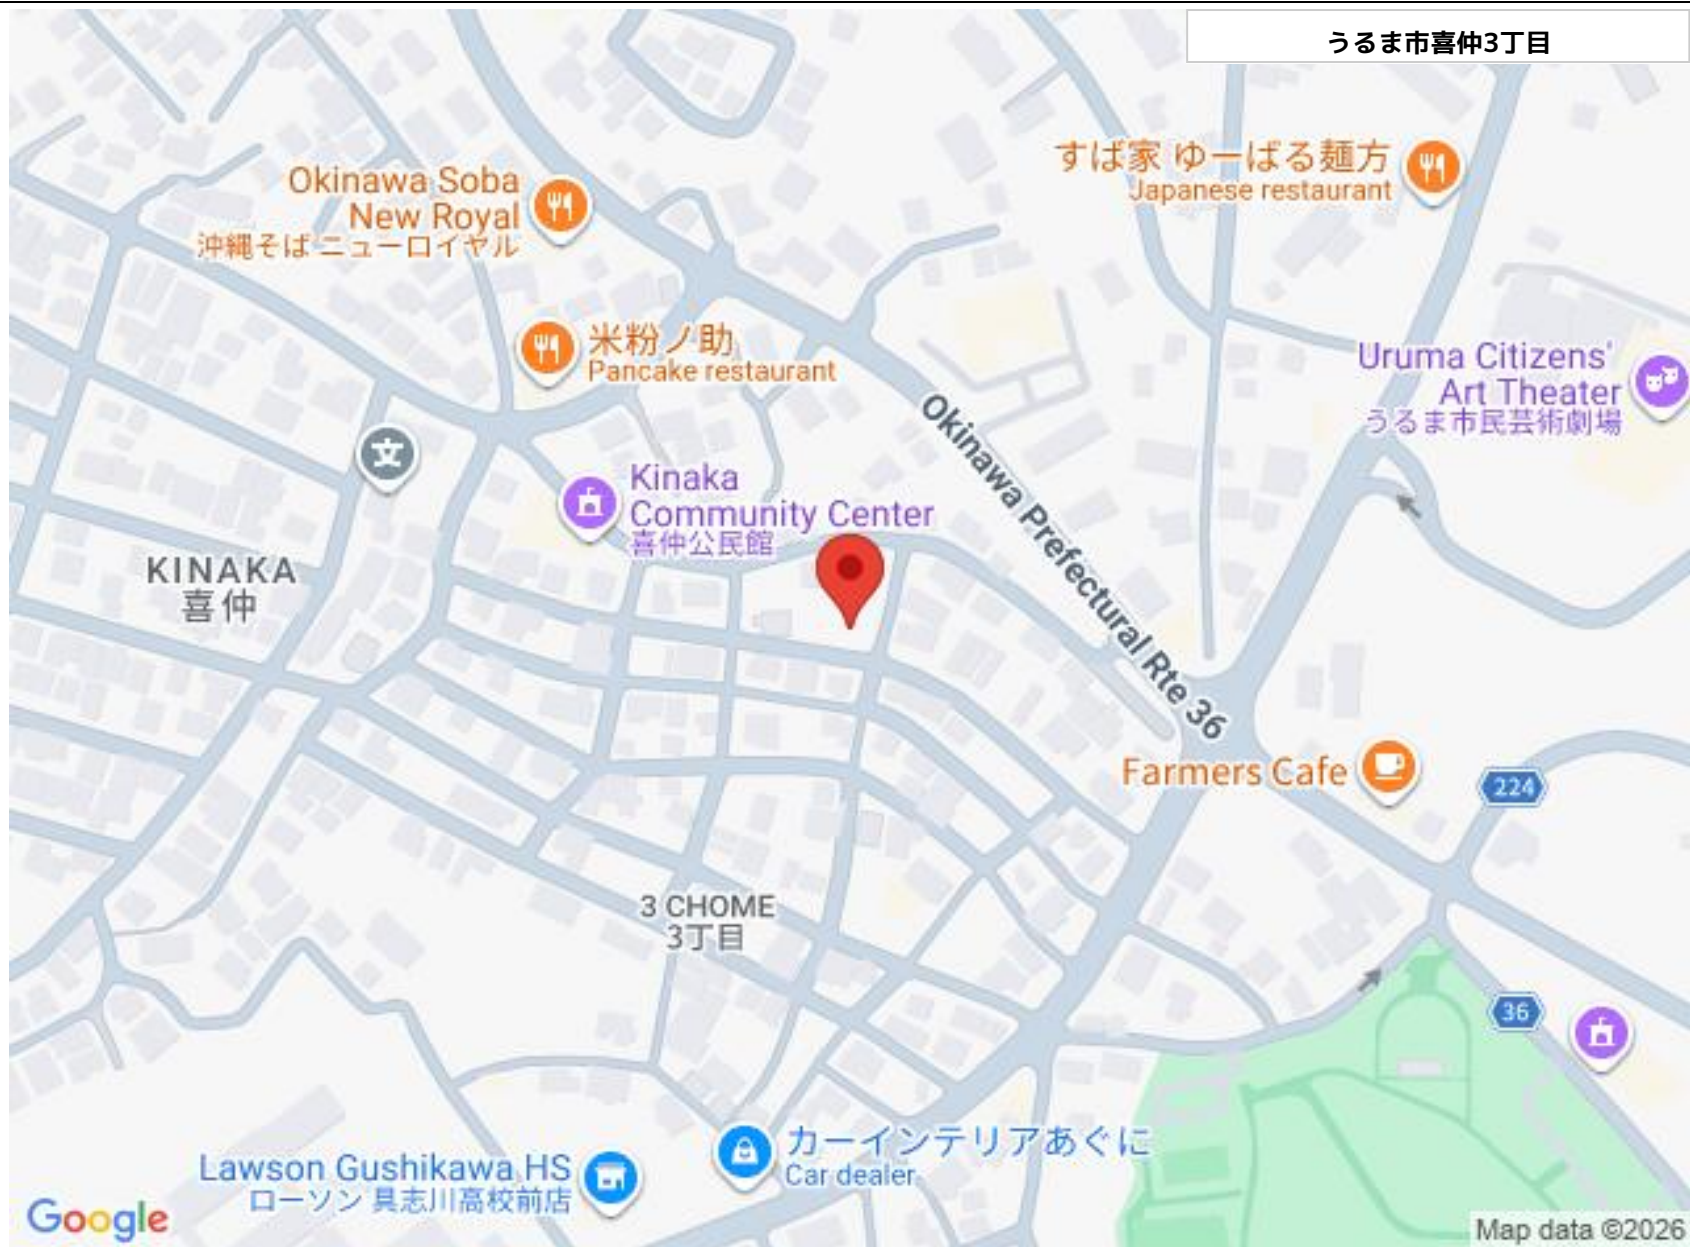 うるま市喜仲3丁目
すば家 ゆーばる麺方
Japanese restaurant
Okinawa Soba
New Royal
沖縄そば ニューロイヤル
米粉ノ助
Pancake restaurant
Uruma Citizens'
Art Theater
うるま市民芸術劇場
Okinawa Prefectural Rte 36
文
Kinaka
Community Center
喜仲公民館
KINAKA
喜仲
Farmers Cafe
224
3 CHOME
3丁目
36
カーインテリアあぐに
Car dealer
Lawson Gushikawa HS
ローソン 具志川高校前店
Google
Map data ©2026